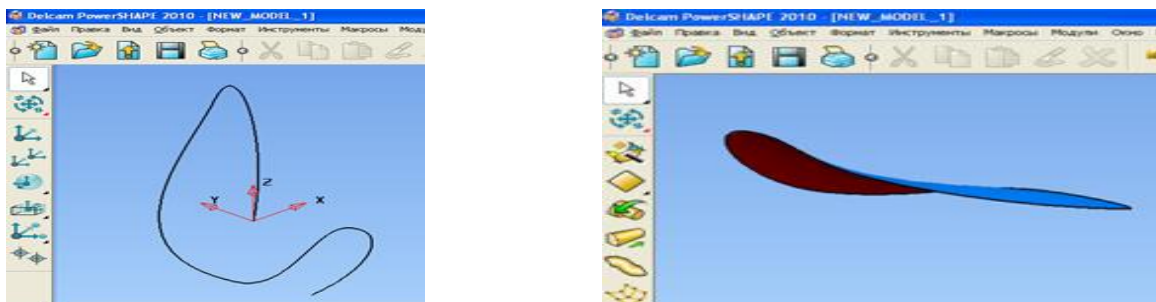 Delcam PowerSHAPE 2010 - [NEW_MODEL_1]
Файл Правка Вид Объект Формат Инструменты Макросы Мод
Z
Y X
Delcam PowerSHAPE 2010 - [NEW_MODEL_1]
Файл Правка Вид Объект Формат Инструменты Макросы Модули Окно